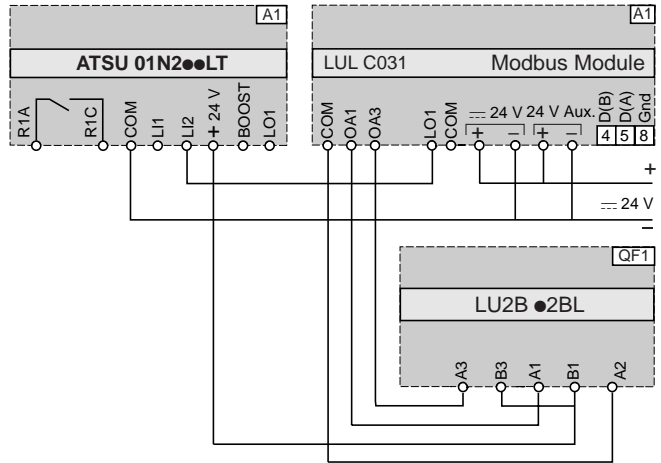 A1
ATSU 01N2●●LT
R1A
R1C
COM
LI1
LI2
+ 24 V
BOOST
LO1
A1
LUL C031 Modbus Module
COM
OA1
OA3
LO1
COM
24 V
+ −
24 V Aux.
+ −
D(B)
D(A)
Gnd
4 5 8
+
24 V
−
QF1
LU2B ●2BL
A3
B3
A1
B1
A2